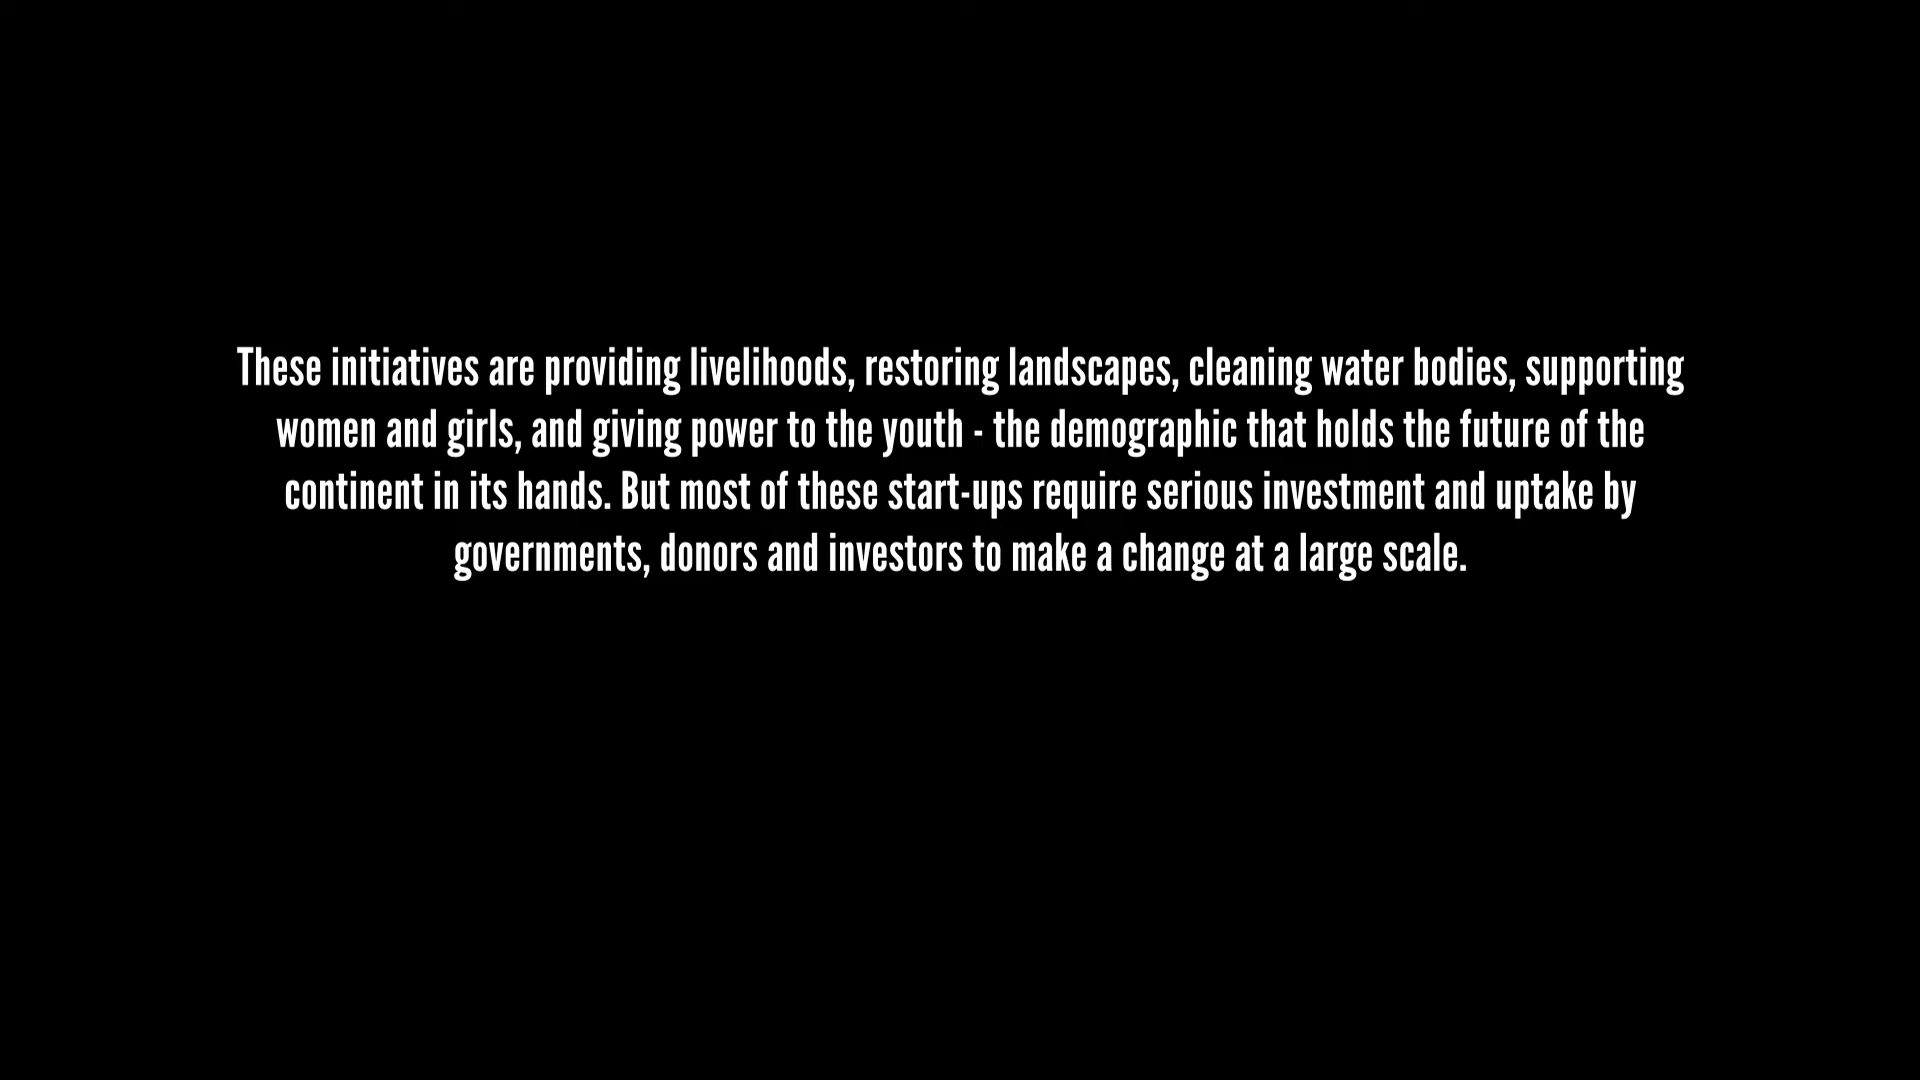 These initiatives are providing livelihoods, restoring landscapes, cleaning water bodies, supporting
women and girls, and giving power to the youth - the demographic that holds the future of the
continent in its hands. But most of these start-ups require serious investment and uptake by
governments, donors and investors to make a change at a large scale.